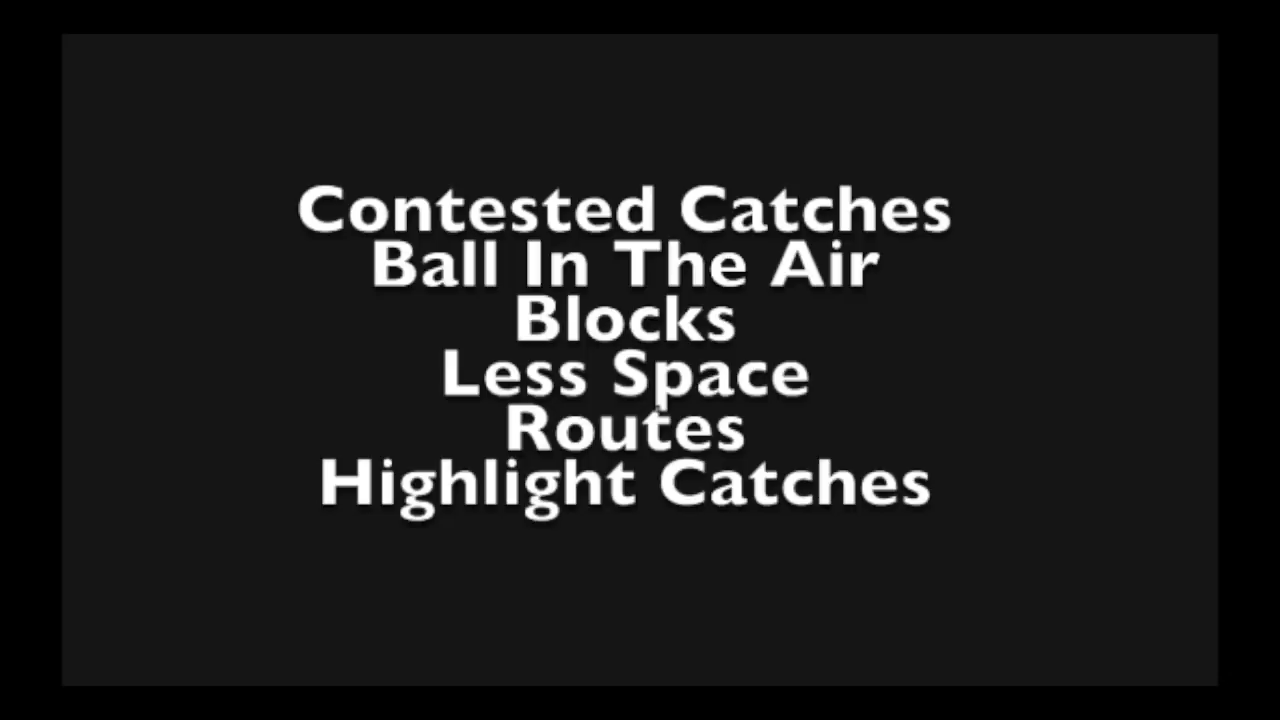 Contested Catches
Ball In The Air
Blocks
Less Space
Routes
Highlight Catches